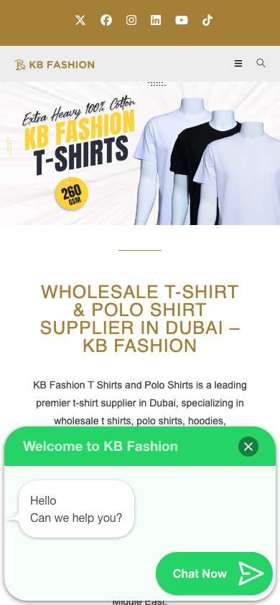 KB FASHION
Extra Heavy 100% Cotton
KB FASHION
T-SHIRTS
260
GSM
WHOLESALE T-SHIRT
& POLO SHIRT
SUPPLIER IN DUBAI –
KB FASHION
KB Fashion T Shirts and Polo Shirts is a leading
premier t-shirt supplier in Dubai, specializing in
wholesale t shirts, polo shirts, hoodies,
Welcome to KB Fashion
Hello
Can we help you?
Chat Now
Middle East.